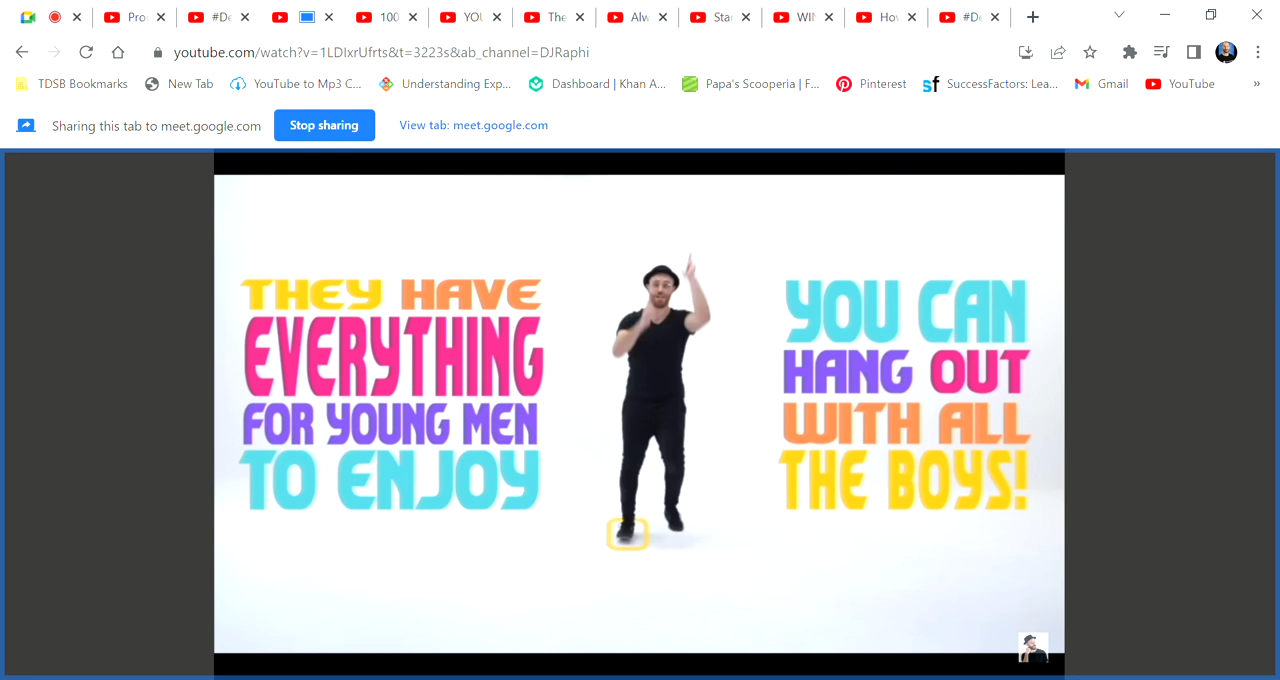 Pro
#De
100
YOU
The
Alw
Star
WIN
How
#De
youtube.com/watch?v=1LDIxrUfrts&t=3223s&ab_channel=DJRaphi
TDSB Bookmarks New Tab YouTube to Mp3 C... Understanding Exp... Dashboard | Khan A... Papa's Scooperia | F... Pinterest SuccessFactors: Lea... Gmail YouTube »
Sharing this tab to meet.google.com Stop sharing View tab: meet.google.com
THEY HAVE
EVERYTHING
FOR YOUNG MEN
TO ENJOY
YOU CAN
HANG OUT
WITH ALL
THE BOYS!